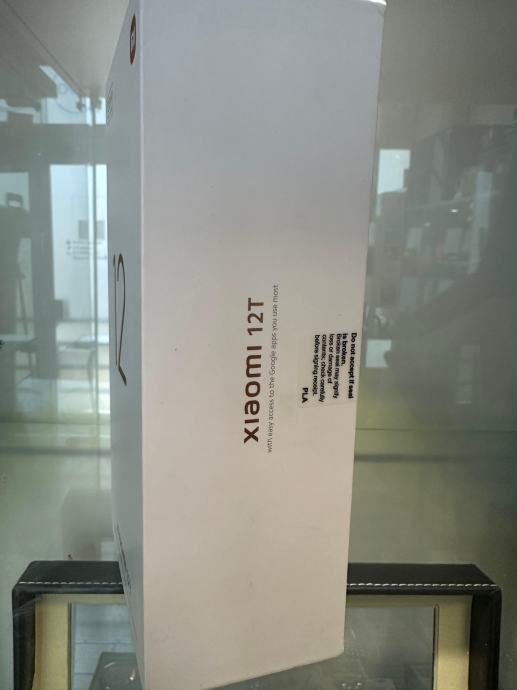 12
xiaomi 12T
with easy access to the Google apps you use most
Do not accept if seal
is broken.
Broken seal may signify
loss or damage of
contents; check carefully
before signing receipt.
PLA